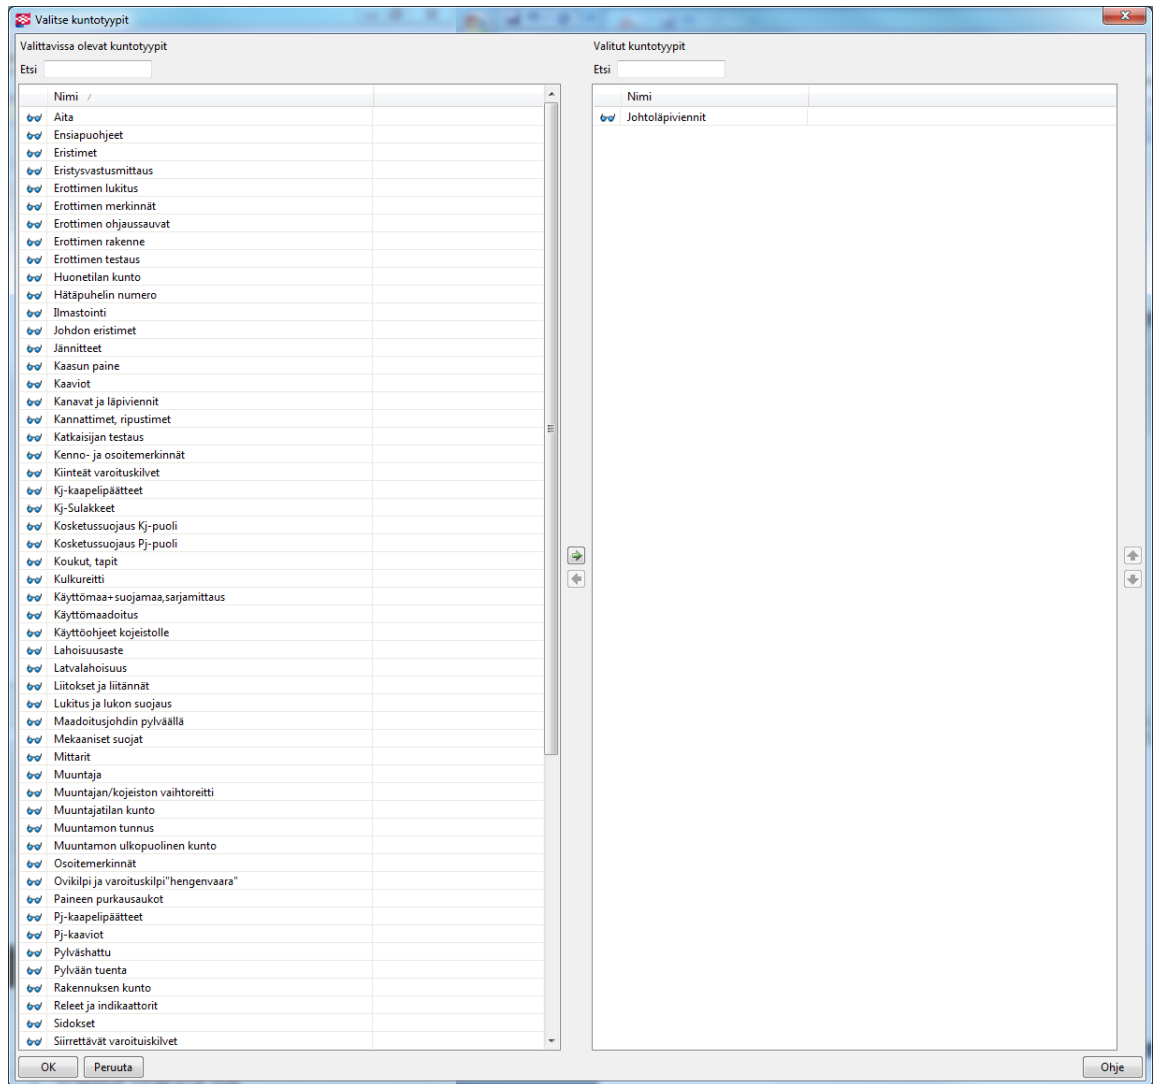 Valitse kuntotyypit
Valittavissa olevat kuntotyypit
Etsi
Nimi
Aita
Ensiapuohjeet
Eristimet
Eristysvastusmittaus
Erottimen lukitus
Erottimen merkinnät
Erottimen ohjaussauvat
Erottimen rakenne
Erottimen testaus
Huonetilan kunto
Hätäpuhelin numero
Ilmastointi
Johdon eristimet
Jännitteet
Kaasun paine
Kaaviot
Kanavat ja läpiviennit
Kannattimet, ripustimet
Katkaisijan testaus
Kenno- ja osoitemerkinnät
Kiinteät varoituskilvet
Kj-kaapelipäätteet
Kj-Sulakkeet
Kosketussuojaus Kj-puoli
Kosketussuojaus Pj-puoli
Koukut, tapit
Kulkureitti
Käyttömaa+suojamaa,sarjamittaus
Käyttömaadoitus
Käyttöohjeet kojeistolle
Lahoisuusaste
Latvalahoisuus
Liitokset ja liitännät
Lukitus ja lukon suojaus
Maadoitusjohdin pylväällä
Mekaaniset suojat
Mittarit
Muuntaja
Muuntajan/kojeiston vaihtoreitti
Muuntajatilan kunto
Muuntamon tunnus
Muuntamon ulkopuolinen kunto
Osoitemerkinnät
Ovikilpi ja varoituskilpi"hengenvaara"
Paineen purkausaukot
Pj-kaapelipäätteet
Pj-kaaviot
Pylväshattu
Pylvään tuenta
Rakennuksen kunto
Releet ja indikaattorit
Sidokset
Siirrettävät varoituiskilvet
Valitut kuntotyypit
Etsi
Nimi
Johtoläpiviennit
OK
Peruuta
Ohje